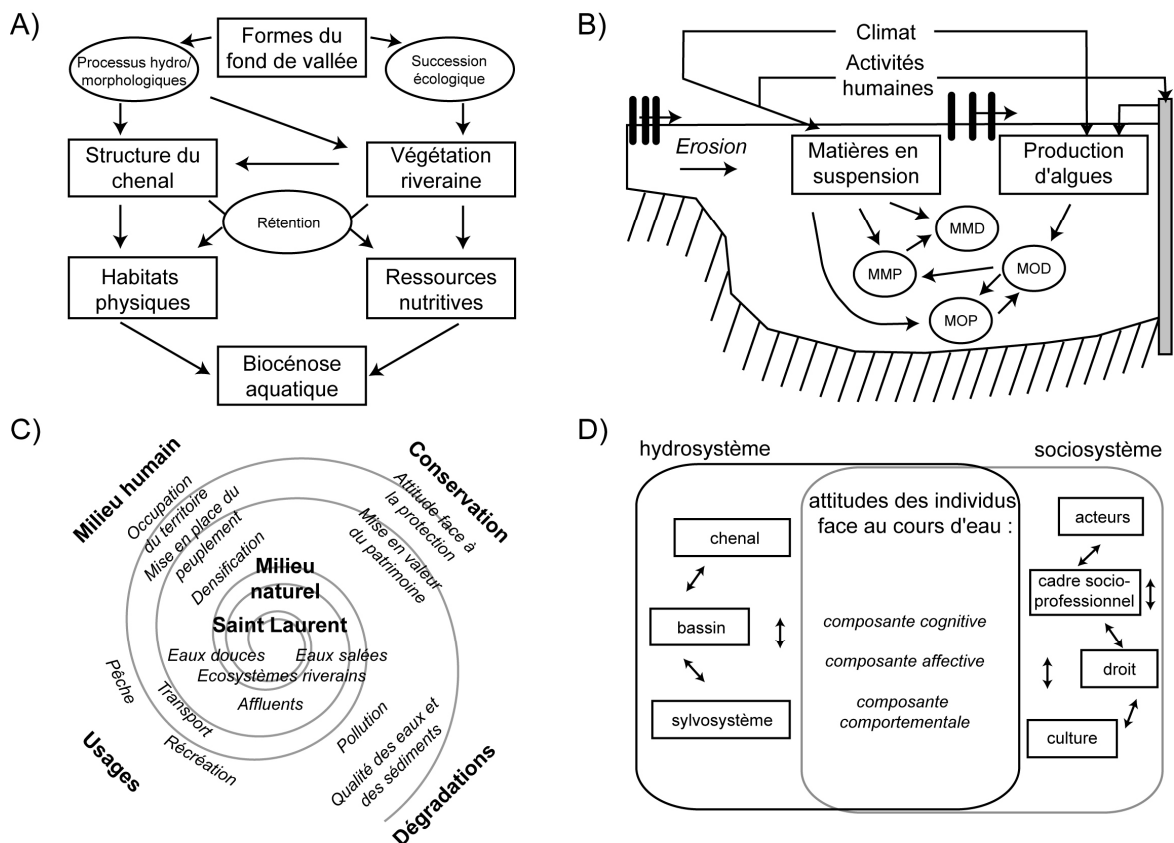 A)
Formes du
fond de vallée
Processus hydro/
morphologiques
Succession
écologique
Structure du
chenal
Végétation
riveraine
Rétention
Habitats
physiques
Ressources
nutritives
Biocénose
aquatique
B)
Climat
Activités
humaines
Erosion
Matières en
suspension
Production
d'algues
MMD
MMP
MOD
MOP
C)
Milieu humain
Occupation
du territoire
Mise en place du
peuplement
Densification
Conservation
Attitude face à
la protection
Mise en valeur
du patrimoine
Milieu
naturel
Saint Laurent
Eaux douces
Eaux salées
Ecosystèmes riverains
Affluents
Pêche
Transport
Récréation
Usages
Pollution
Qualité des eaux et
des sédiments
Dégradations
D)
hydrosystème
sociosystème
attitudes des individus
face au cours d'eau :
chenal
bassin
sylvosystème
composante cognitive
composante affective
composante
comportementale
acteurs
cadre socio-
professionnel
droit
culture